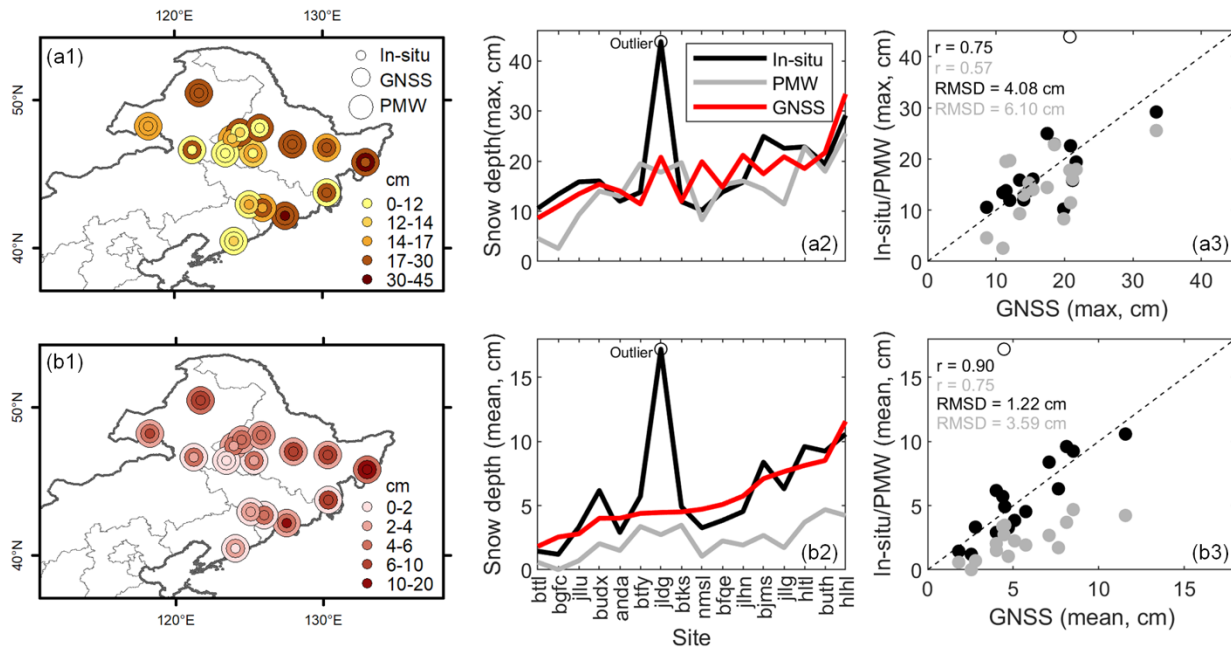 120°E
130°E
(a1)
In-situ
GNSS
PMW
50°N
40°N
cm
0-12
12-14
14-17
17-30
30-45
Snow depth(max, cm)
40
30
20
10
0
Outlier
In-situ
PMW
GNSS
(a2)
In-situ/PMW (max, cm)
40
30
20
10
0
r = 0.75
r = 0.57
RMSD = 4.08 cm
RMSD = 6.10 cm
(a3)
0
10
20
30
40
GNSS (max, cm)
(b1)
50°N
40°N
cm
0-2
2-4
4-6
6-10
10-20
120°E
130°E
Snow depth (mean, cm)
15
10
5
0
Outlier
(b2)
bttl
bgfc
jilu
budx
anda
btfy
jldg
btks
nmsl
bfqe
jlhn
bjms
jllg
hltl
buth
hlhl
Site
In-situ/PMW (mean, cm)
15
10
5
0
r = 0.90
r = 0.75
RMSD = 1.22 cm
RMSD = 3.59 cm
(b3)
0
5
10
15
GNSS (mean, cm)